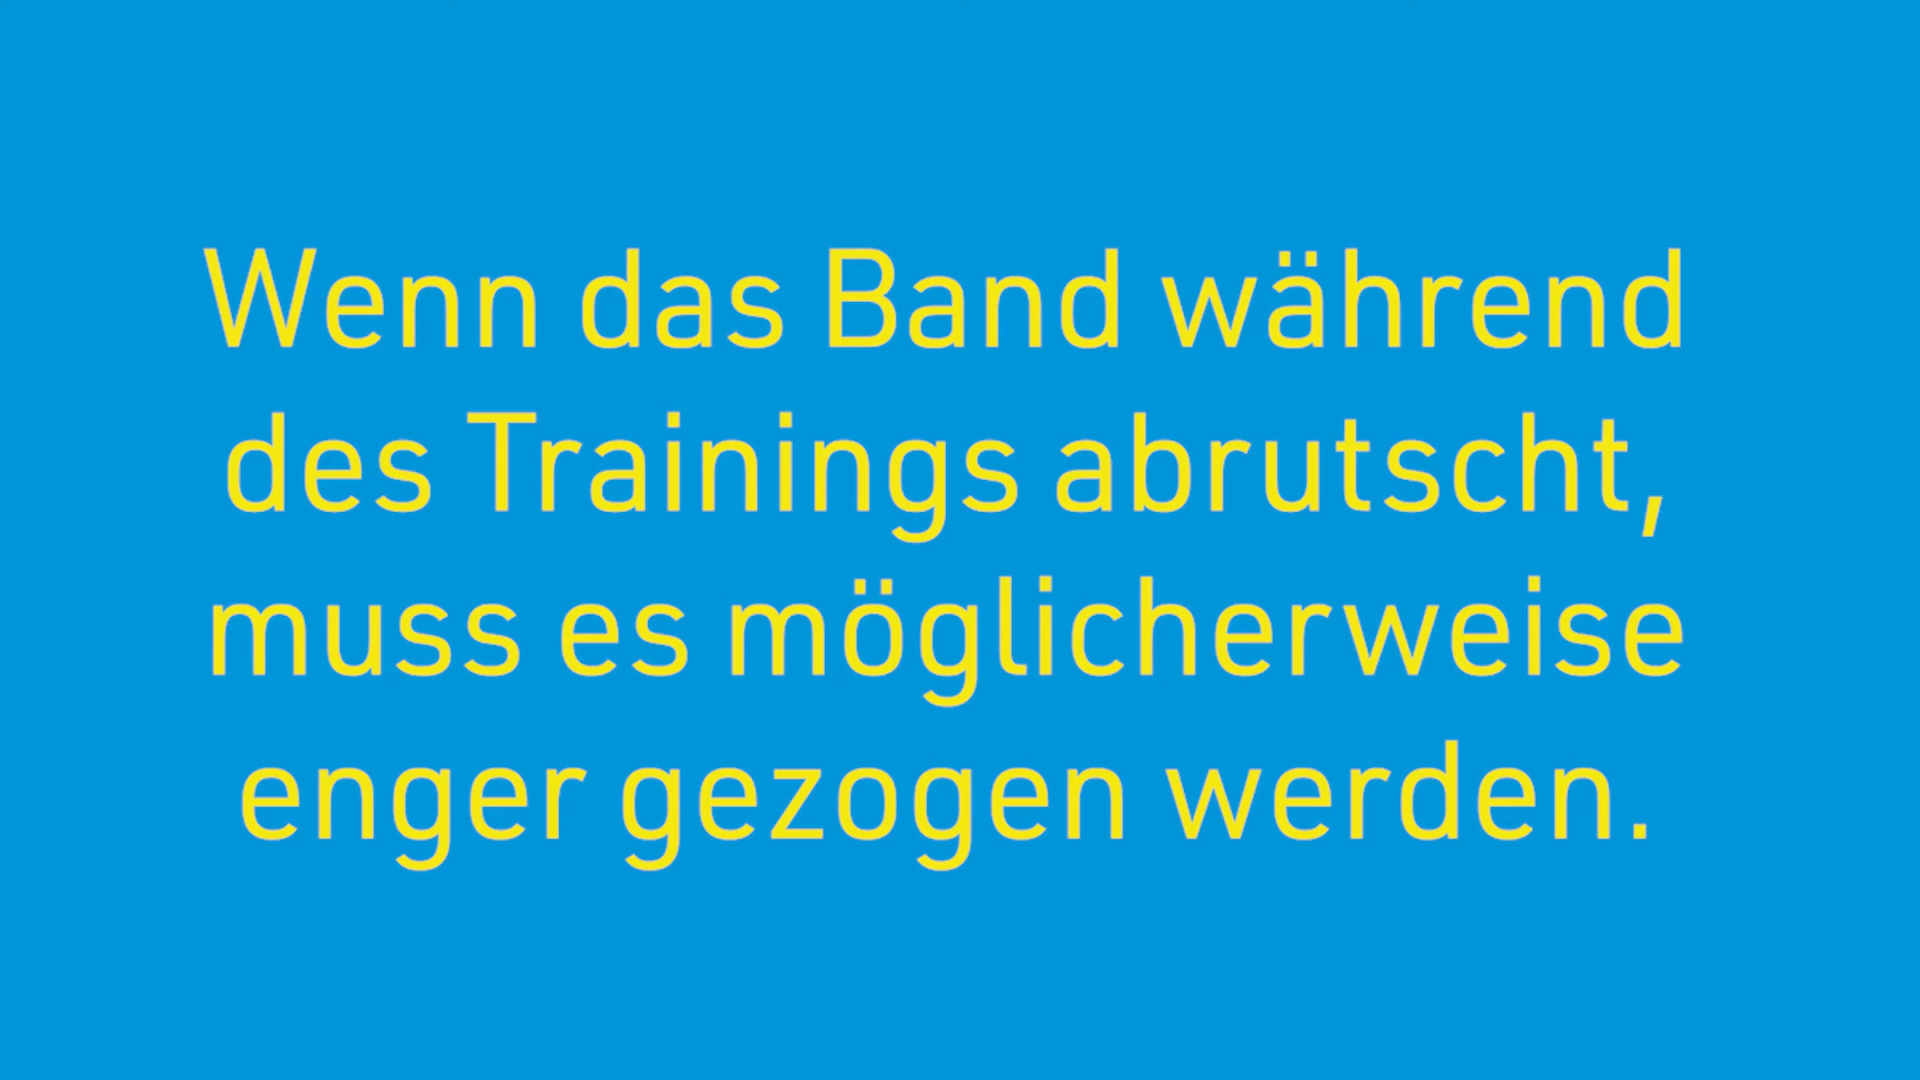 Wenn das Band während
des Trainings abrutscht,
muss es möglicherweise
enger gezogen werden.